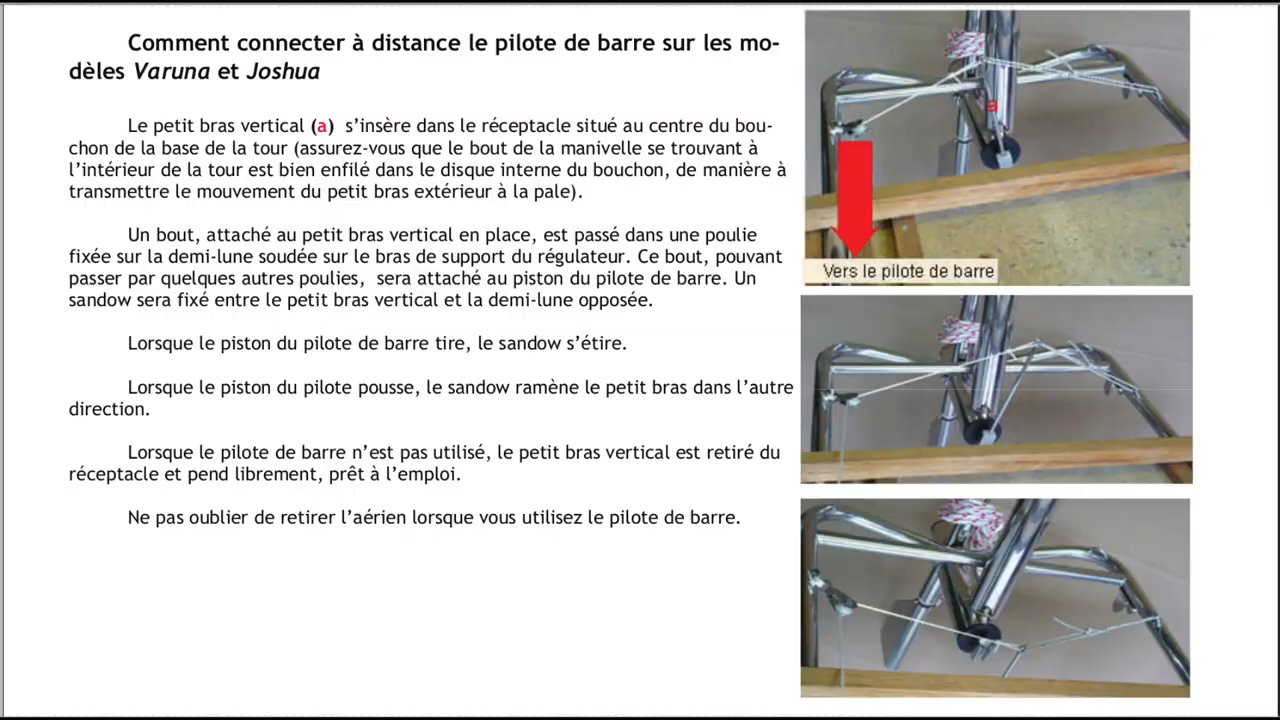 Comment connecter à distance le pilote de barre sur les mo-
dèles Varuna et Joshua
Le petit bras vertical (a) s’insère dans le réceptacle situé au centre du bou-
chon de la base de la tour (assurez-vous que le bout de la manivelle se trouvant à
l’intérieur de la tour est bien enfilé dans le disque interne du bouchon, de manière à
transmettre le mouvement du petit bras extérieur à la pale).
Un bout, attaché au petit bras vertical en place, est passé dans une poulie
fixée sur la demi-lune soudée sur le bras de support du régulateur. Ce bout, pouvant
passer par quelques autres poulies, sera attaché au piston du pilote de barre. Un
sandow sera fixé entre le petit bras vertical et la demi-lune opposée.
Lorsque le piston du pilote de barre tire, le sandow s’étire.
Lorsque le piston du pilote pousse, le sandow ramène le petit bras dans l’autre
direction.
Lorsque le pilote de barre n’est pas utilisé, le petit bras vertical est retiré du
réceptacle et pend librement, prêt à l’emploi.
Ne pas oublier de retirer l’aérien lorsque vous utilisez le pilote de barre.
a
Vers le pilote de barre